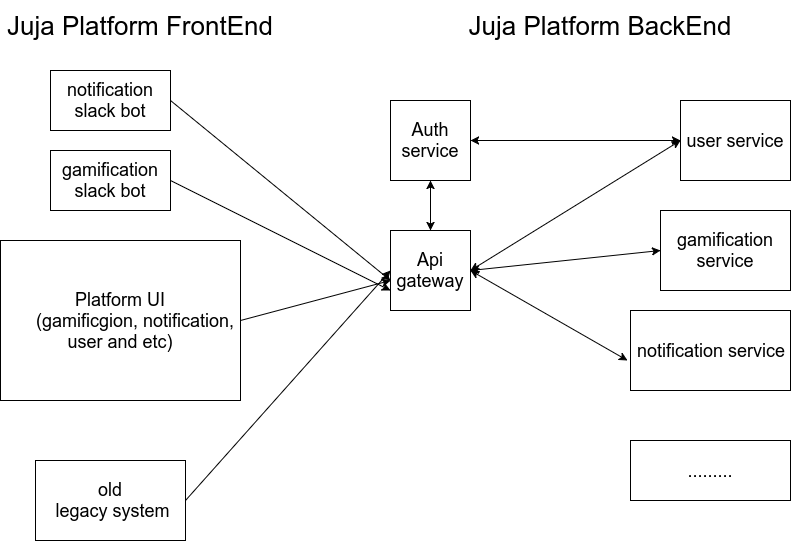 Juja Platform FrontEnd
Juja Platform BackEnd
notification
slack bot
gamification
slack bot
Platform UI
(gamificgion, notification,
user and etc)
old
legacy system
Auth
service
Api
gateway
user service
gamification
service
notification service
.........